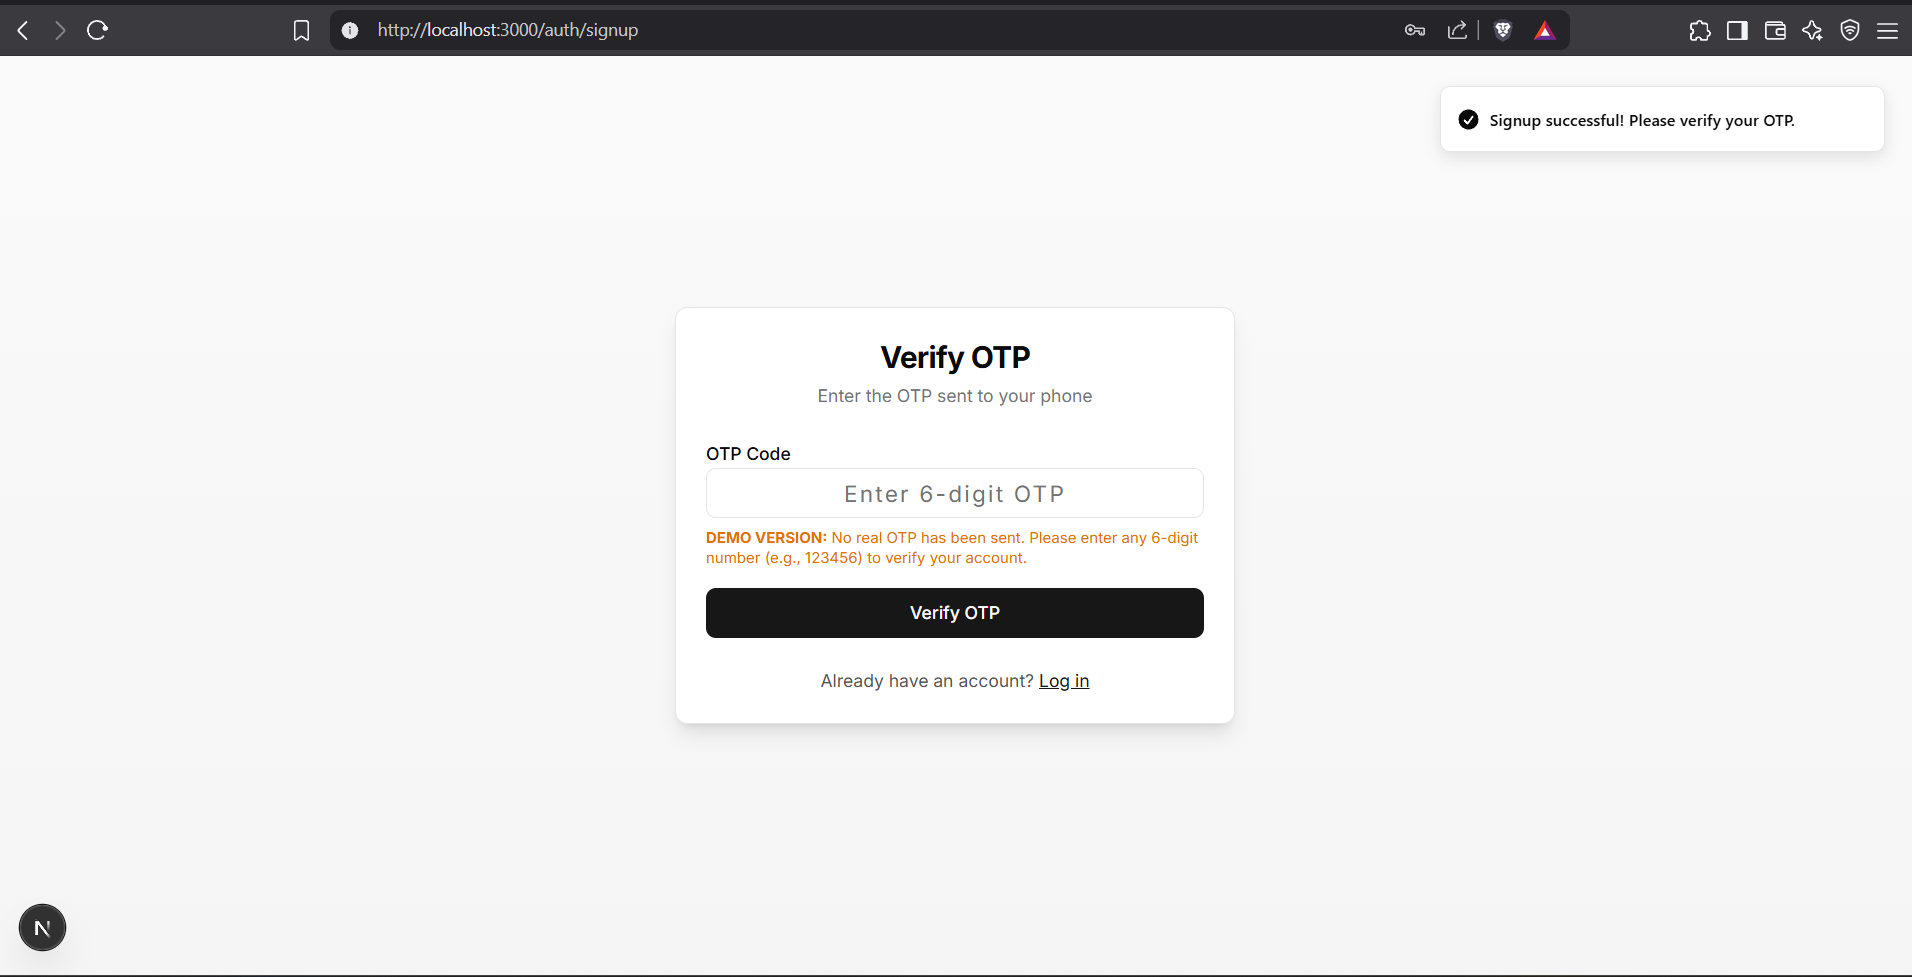 http://localhost:3000/auth/signup
Signup successful! Please verify your OTP.
Verify OTP
Enter the OTP sent to your phone
OTP Code
Enter 6-digit OTP
DEMO VERSION: No real OTP has been sent. Please enter any 6-digit
number (e.g., 123456) to verify your account.
Verify OTP
Already have an account? Log in
N